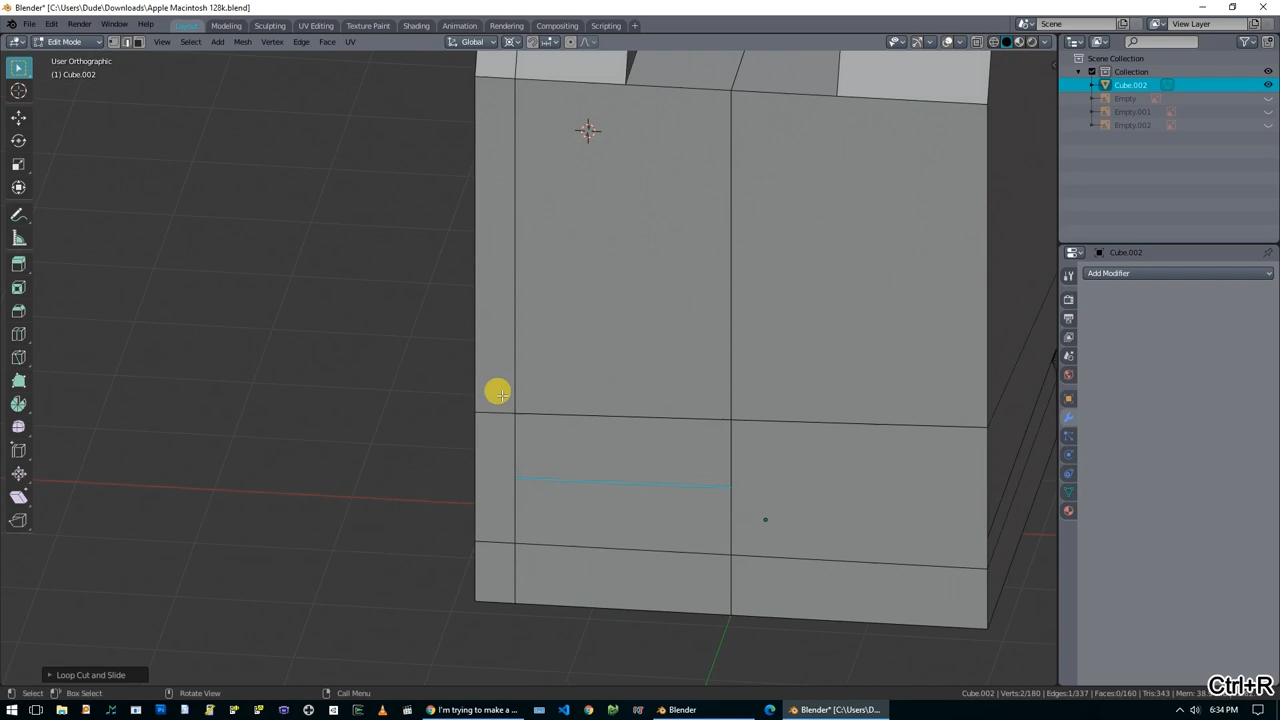 Blender* [C:\Users\Dude\Downloads\Apple Macintosh 128k.blend]
File Edit Render Window Help Layout Modeling Sculpting UV Editing Texture Paint Shading Animation Rendering Compositing Scripting + Scene View Layer
Edit Mode View Select Add Mesh Vertex Edge Face UV Global
User Orthographic
(1) Cube.002
Scene Collection
Collection
Cube.002
Empty
Empty.001
Empty.002
Cube.002
Add Modifier
Loop Cut and Slide
Ctrl+R
Select Box Select Rotate View Call Menu Cube.002 | Verts:2/180 | Edges:1/337 | Faces:0/160 | Tris:343 | Mem: 38.
I'm trying to make a ... Blender Blender* [C:\Users\D... 6:34 PM